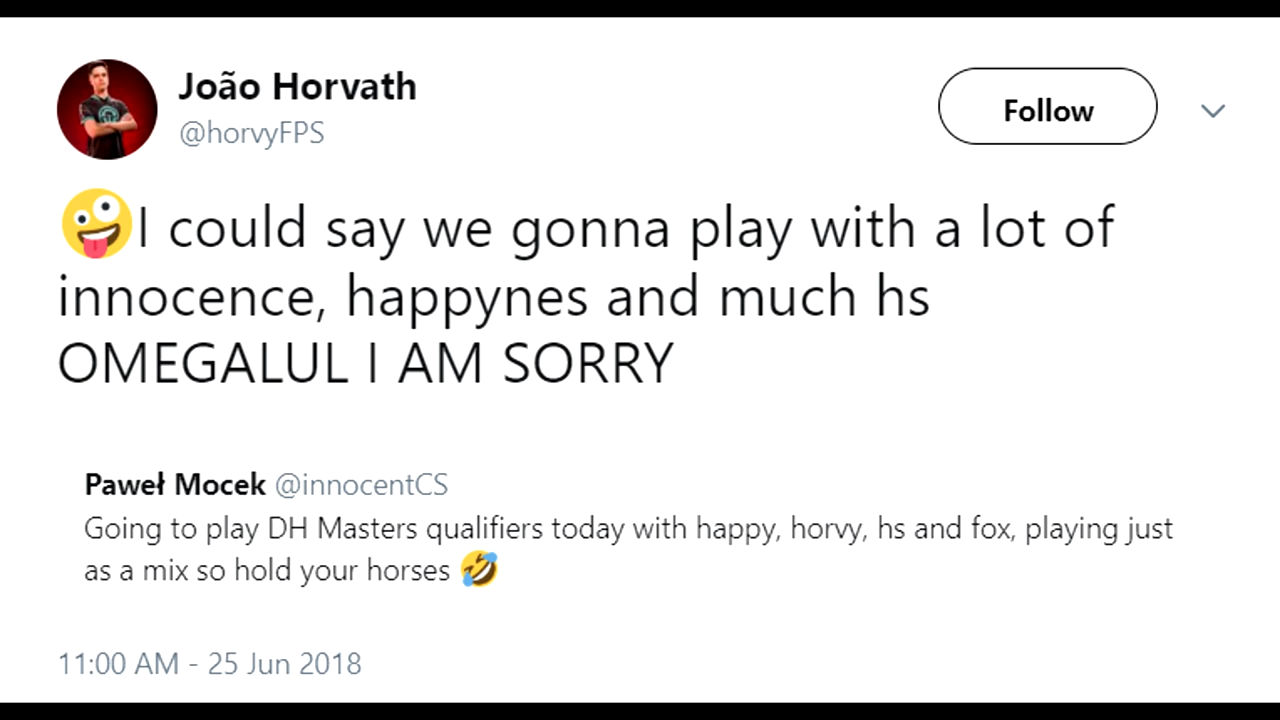 João Horvath
@horvyFPS
Follow
🤪I could say we gonna play with a lot of
innocence, happynes and much hs
OMEGALUL I AM SORRY
Paweł Mocek @innocentCS
Going to play DH Masters qualifiers today with happy, horvy, hs and fox, playing just
as a mix so hold your horses 🤣
11:00 AM - 25 Jun 2018